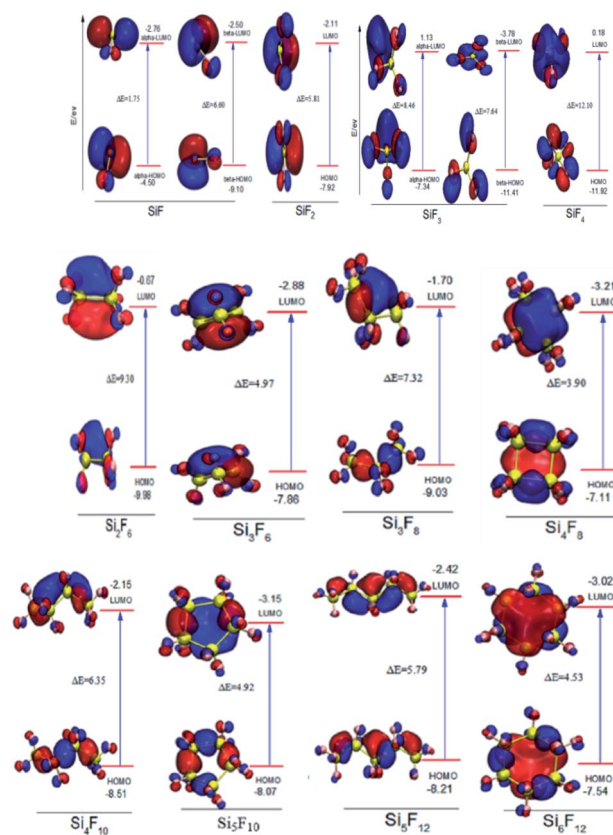 E/ev
-2.76
alpha-LUMO
ΔE=1.75
alpha-HOMO
-4.50
-2.50
beta-LUMO
ΔE=6.60
HOMO
-9.10
SiF
-2.11
LUMO
ΔE=5.81
HOMO
-7.92
SiF₂
E/ev
1.13
alpha-LUMO
ΔE=8.46
alpha-HOMO
-7.34
-3.78
beta-LUMO
ΔE=7.64
beta-HOMO
-11.41
SiF₃
0.18
LUMO
ΔE=12.10
HOMO
-11.92
SiF₄
-0.67
LUMO
ΔE=9.30
HOMO
-9.98
Si₂F₆
-2.88
LUMO
ΔE=4.97
HOMO
-7.86
Si₃F₆
-1.70
LUMO
ΔE=7.32
HOMO
-9.03
Si₃F₈
-3.21
LUMO
ΔE=3.90
HOMO
-7.11
Si₄F₈
-2.15
LUMO
ΔE=6.35
HOMO
-8.51
Si₄F₁₀
-3.15
LUMO
ΔE=4.92
HOMO
-8.07
Si₅F₁₀
-2.42
LUMO
ΔE=5.79
HOMO
-8.21
Si₅F₁₂
-3.02
LUMO
ΔE=4.53
HOMO
-7.54
Si₆F₁₂